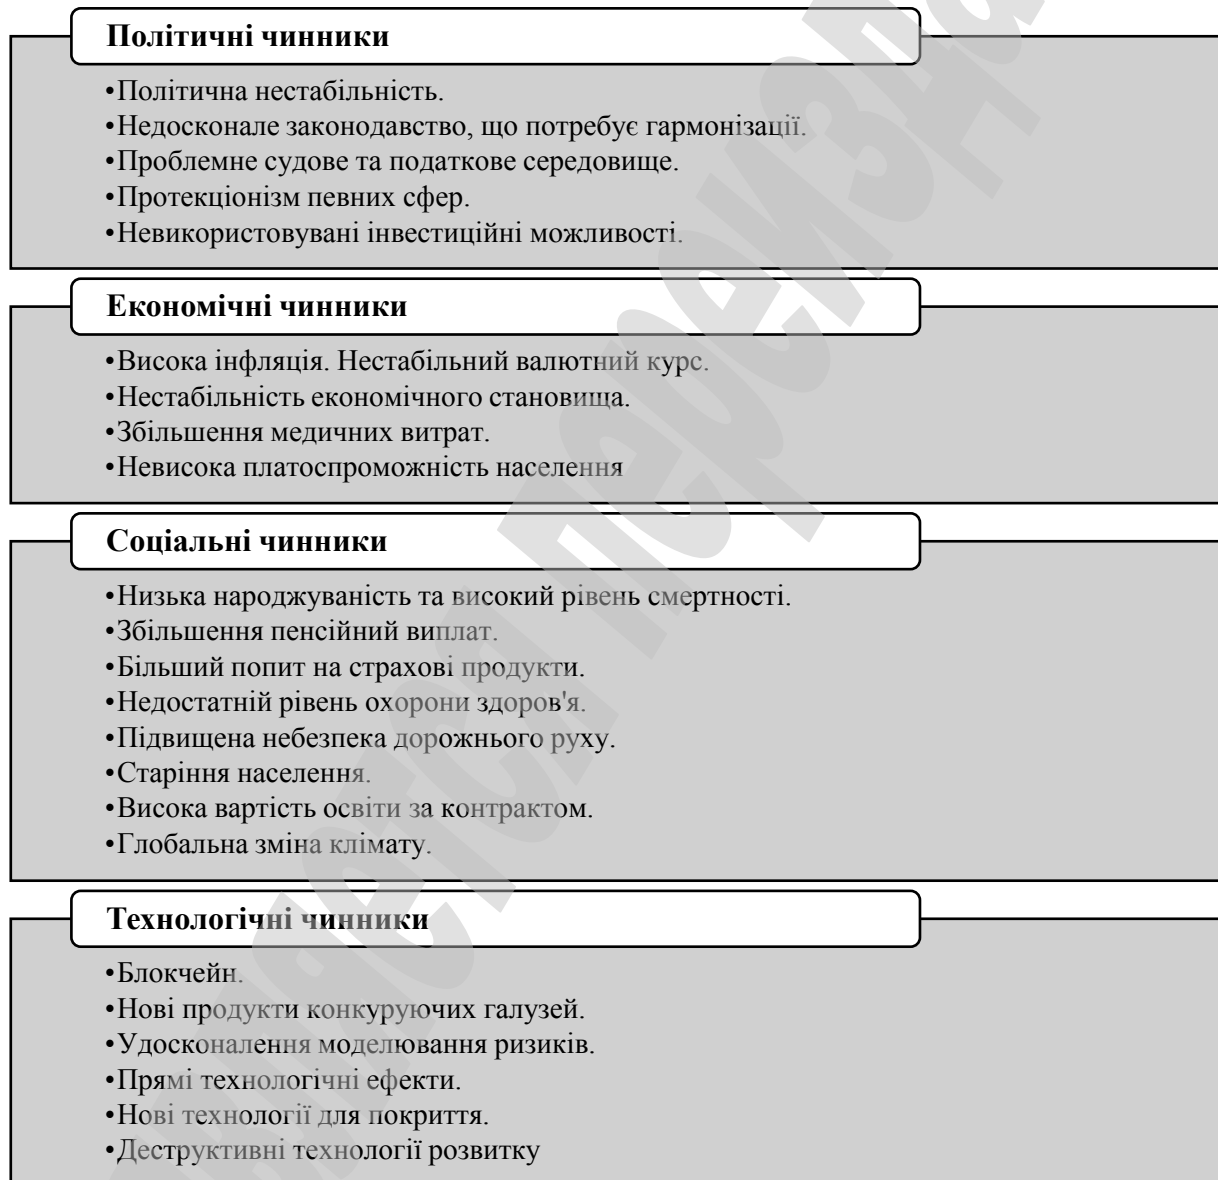 Політичні чинники
•Політична нестабільність.
•Недосконале законодавство, що потребує гармонізації.
•Проблемне судове та податкове середовище.
•Протекціонізм певних сфер.
•Невикористовувані інвестиційні можливості.
Економічні чинники
•Висока інфляція. Нестабільний валютний курс.
•Нестабільність економічного становища.
•Збільшення медичних витрат.
•Невисока платоспроможність населення
Соціальні чинники
•Низька народжуваність та високий рівень смертності.
•Збільшення пенсійний виплат.
•Більший попит на страхові продукти.
•Недостатній рівень охорони здоров'я.
•Підвищена небезпека дорожнього руху.
•Старіння населення.
•Висока вартість освіти за контрактом.
•Глобальна зміна клімату.
Технологічні чинники
•Блокчейн.
•Нові продукти конкуруючих галузей.
•Удосконалення моделювання ризиків.
•Прямі технологічні ефекти.
•Нові технології для покриття.
•Деструктивні технології розвитку